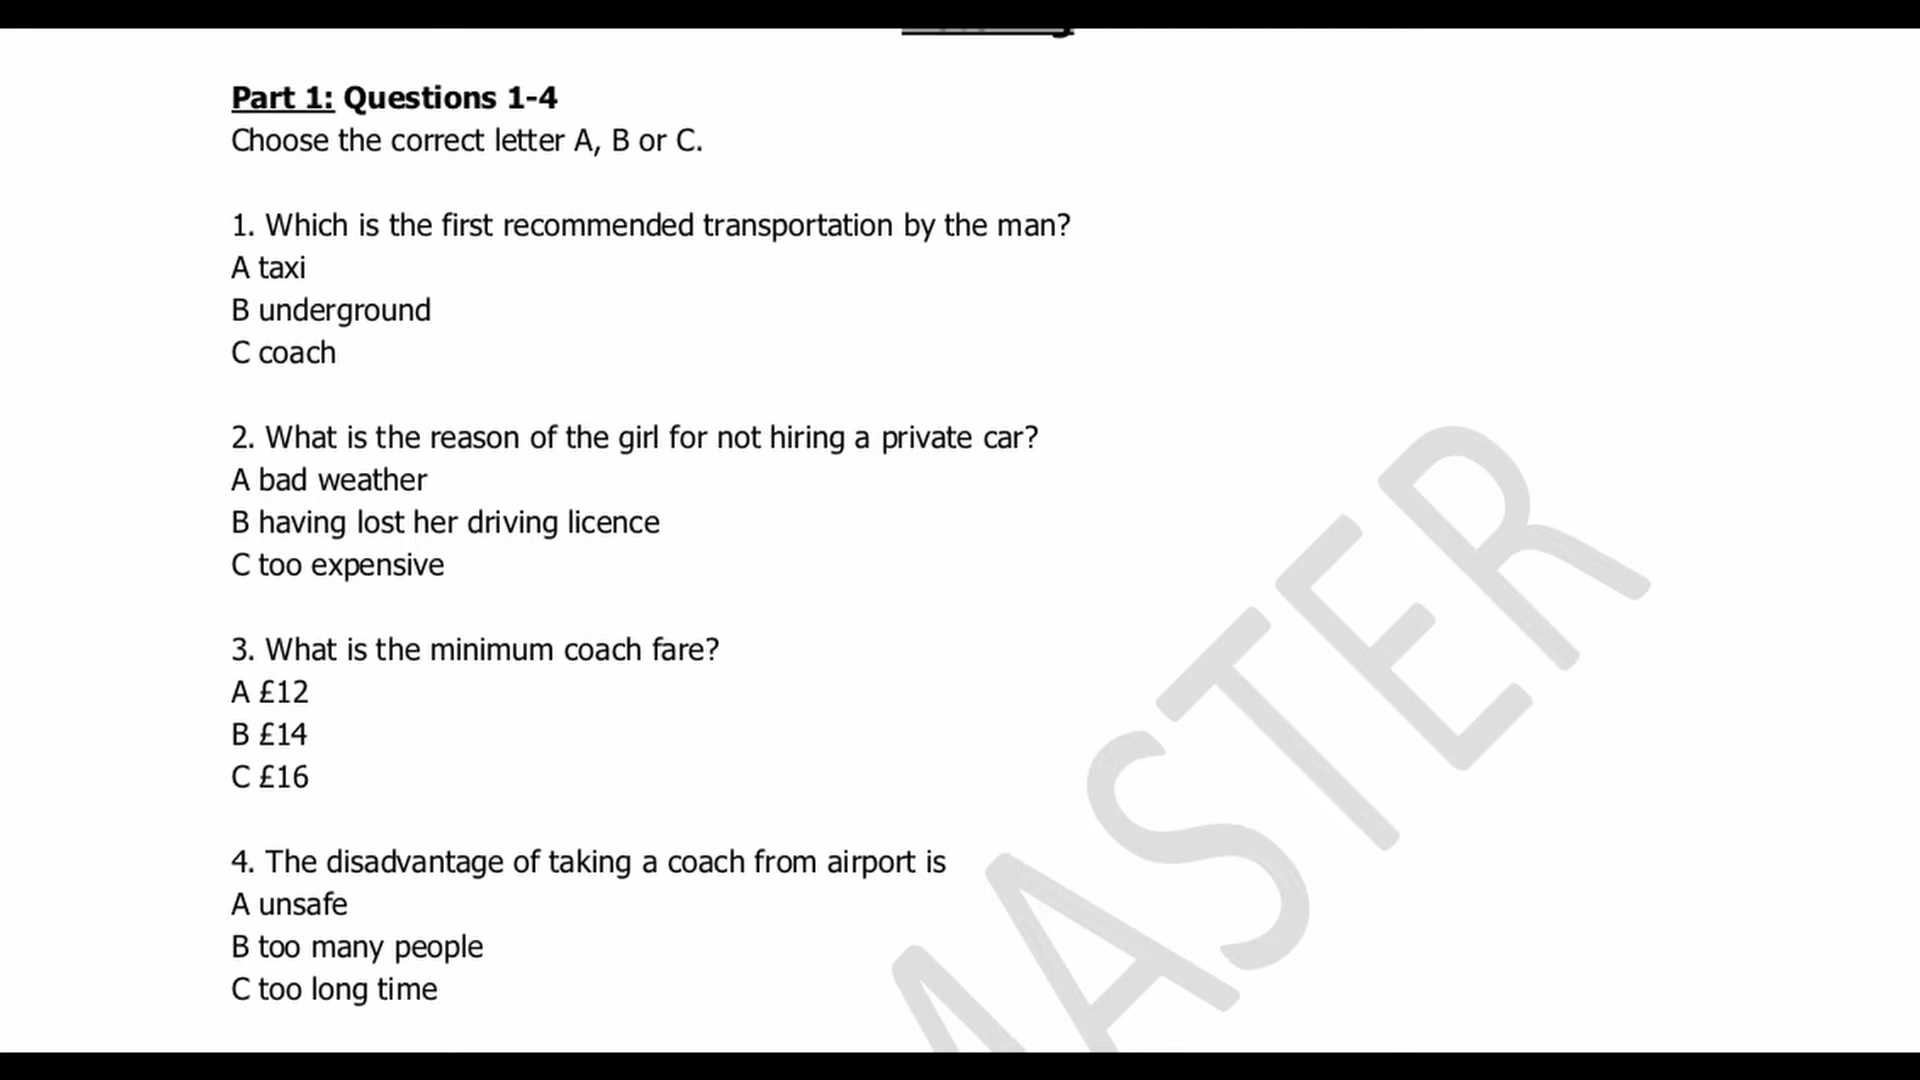 Part 1: Questions 1-4
Choose the correct letter A, B or C.
1. Which is the first recommended transportation by the man?
A taxi
B underground
C coach
2. What is the reason of the girl for not hiring a private car?
A bad weather
B having lost her driving licence
C too expensive
3. What is the minimum coach fare?
A £12
B £14
C £16
4. The disadvantage of taking a coach from airport is
A unsafe
B too many people
C too long time
MASTER